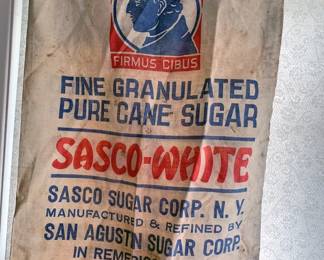 FIRMUS CIBUS
FINE GRANULATED
PURE CANE SUGAR
SASCO-WHITE
SASCO SUGAR CORP. N. Y.
MANUFACTURED & REFINED BY
SAN AGUSTIN SUGAR CORP.
IN